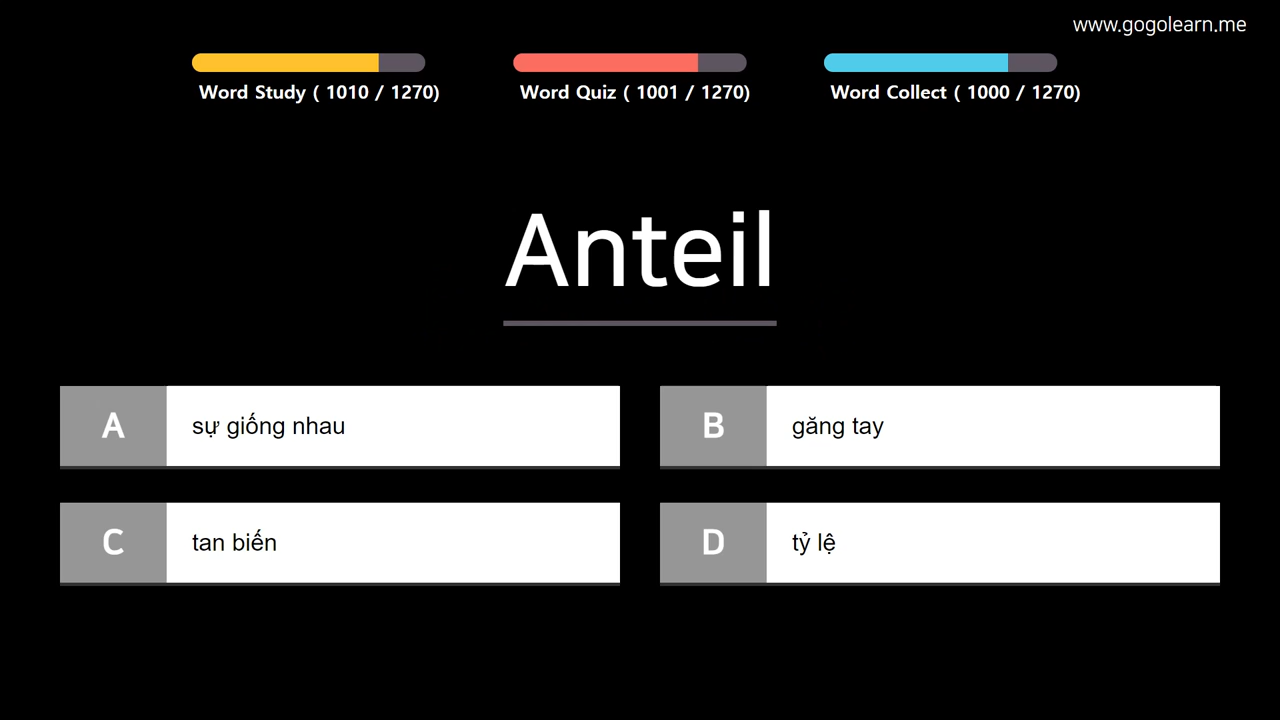 www.gogolearn.me
Word Study ( 1010 / 1270)
Word Quiz ( 1001 / 1270)
Word Collect ( 1000 / 1270)
Anteil
A sự giống nhau
B găng tay
C tan biến
D tỷ lệ